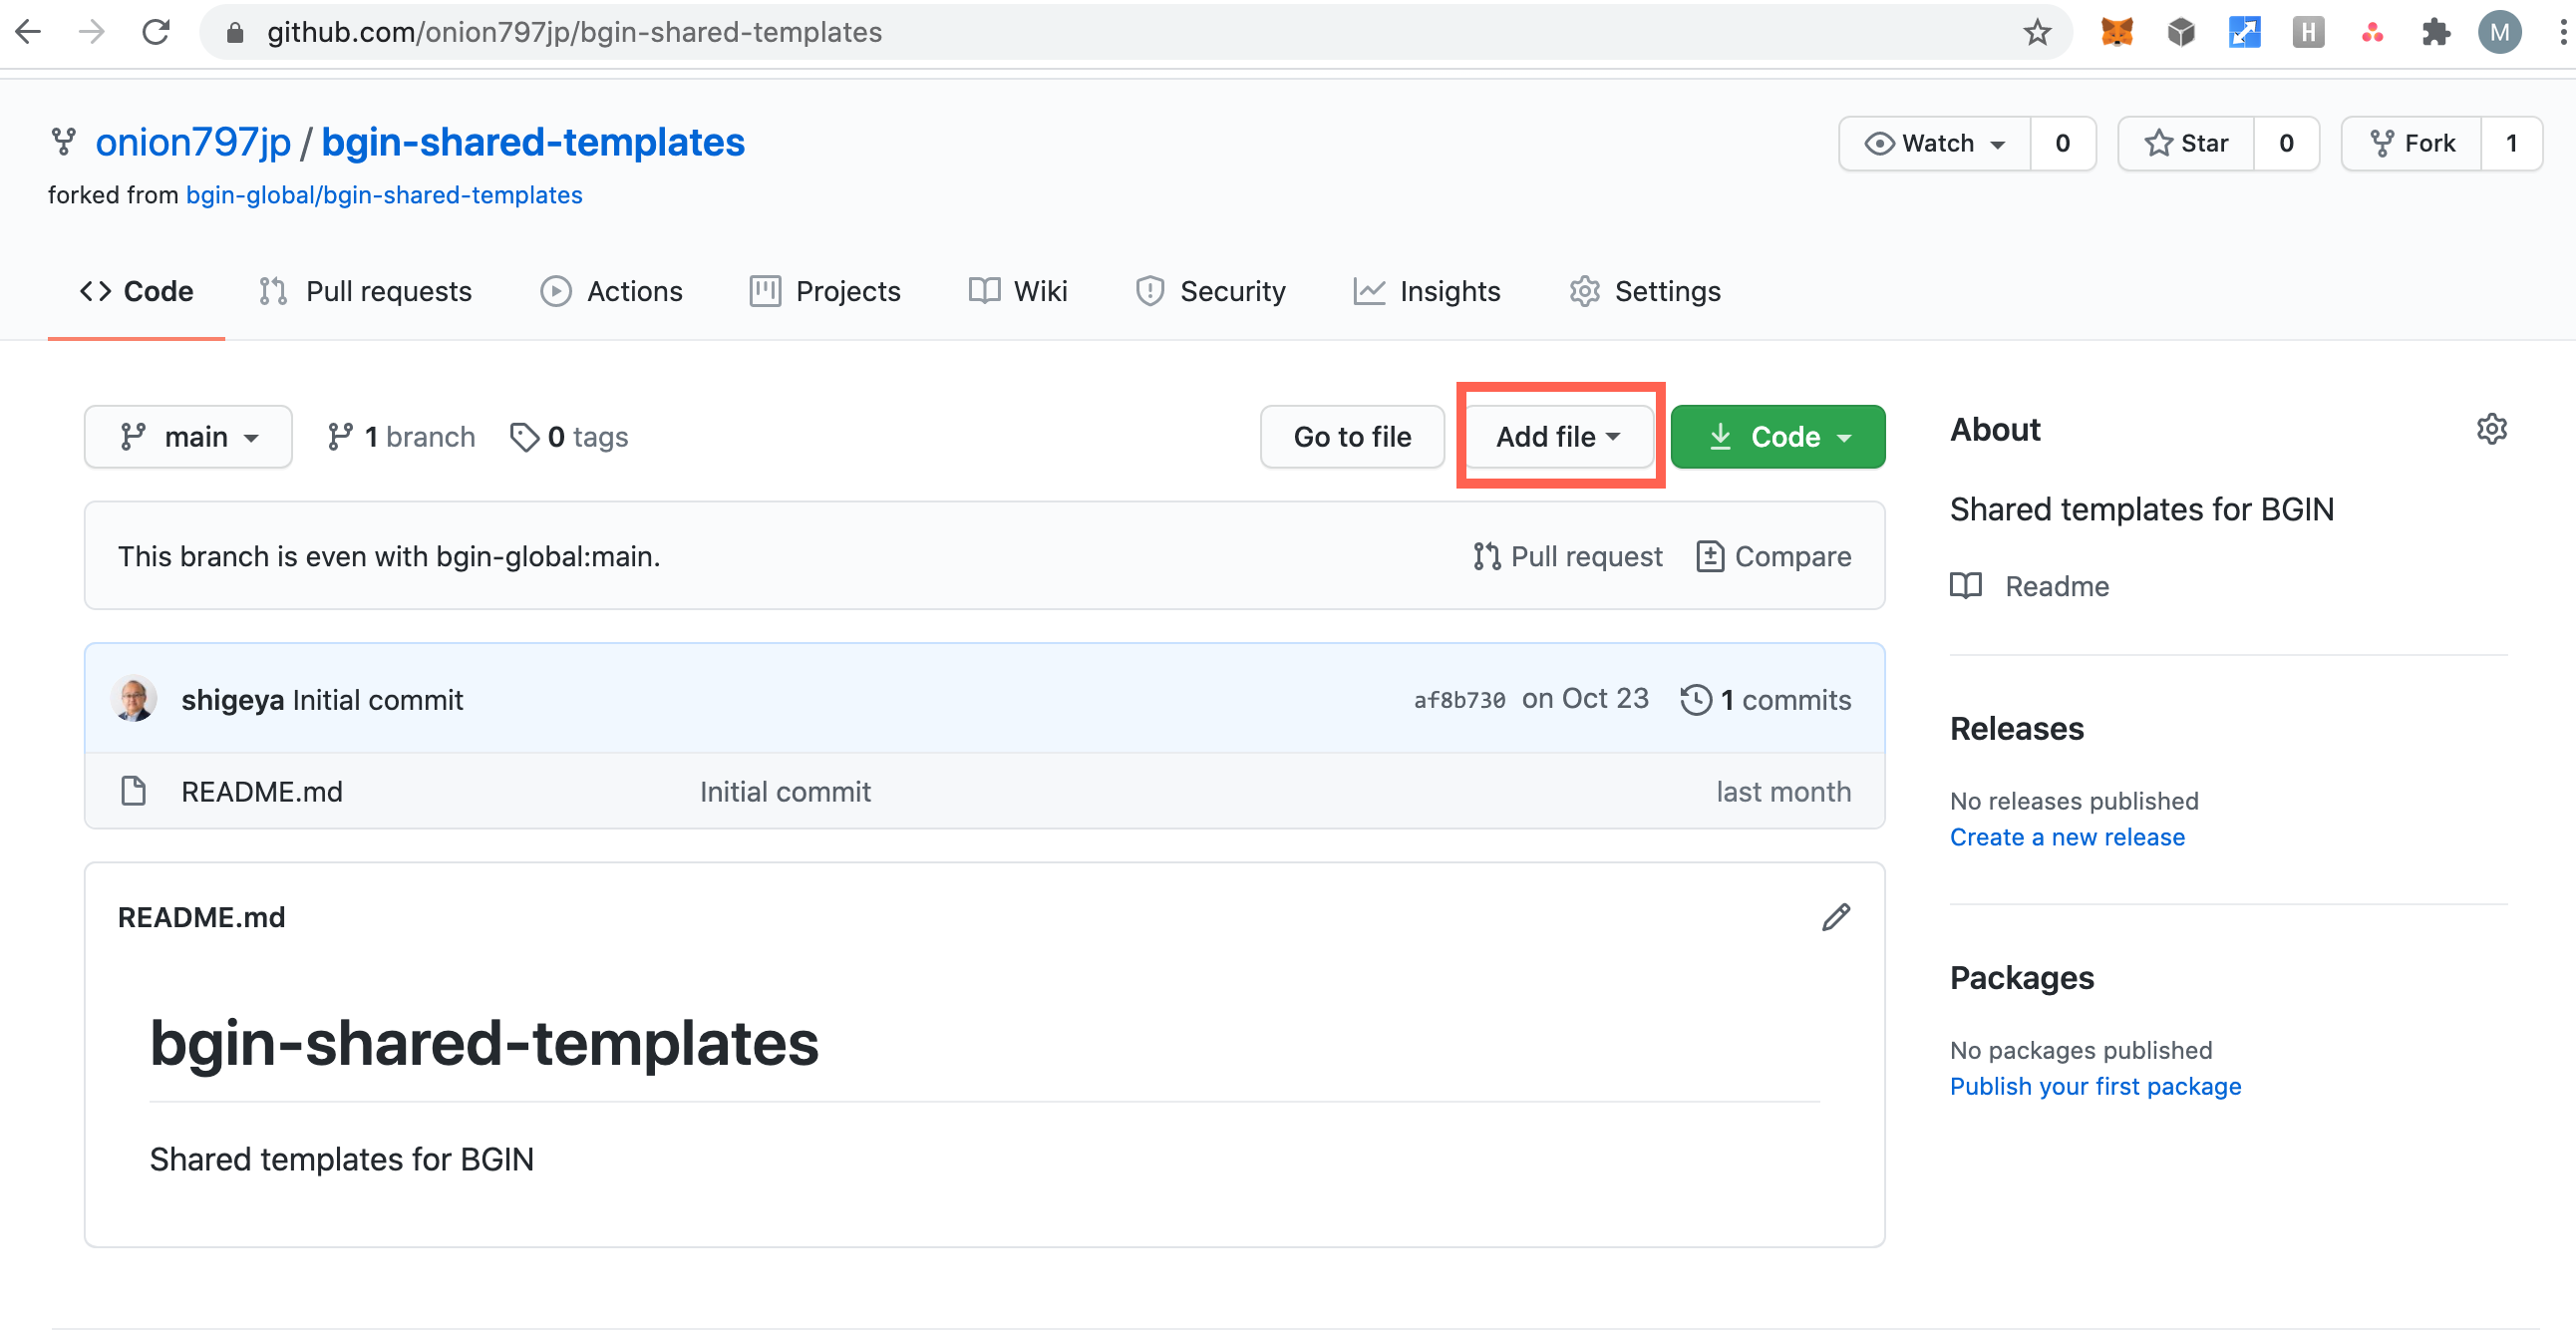 github.com/onion797jp/bgin-shared-templates
H
M
onion797jp / bgin-shared-templates
Watch 0 Star 0 Fork 1
forked from bgin-global/bgin-shared-templates
Code Pull requests Actions Projects Wiki Security Insights Settings
main 1 branch 0 tags Go to file Add file Code
This branch is even with bgin-global:main. Pull request Compare
shigeya Initial commit af8b730 on Oct 23 1 commits
README.md Initial commit last month
README.md
bgin-shared-templates
Shared templates for BGIN
About
Shared templates for BGIN
Readme
Releases
No releases published
Create a new release
Packages
No packages published
Publish your first package